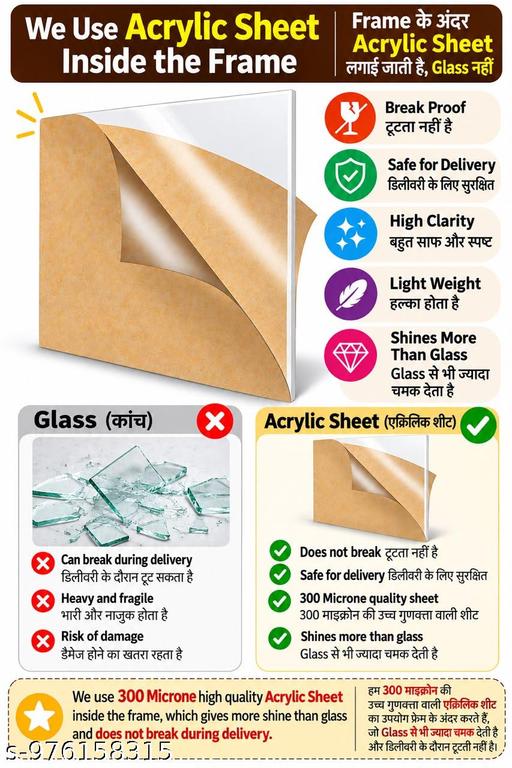 We Use Acrylic Sheet
Inside the Frame
Frame के अंदर
Acrylic Sheet
लगाई जाती है, Glass नहीं
Break Proof
टूटता नहीं है
Safe for Delivery
डिलीवरी के लिए सुरक्षित
High Clarity
बहुत साफ और स्पष्ट
Light Weight
हल्का होता है
Shines More
Than Glass
Glass से भी ज्यादा
चमक देता है
Glass (कांच)
Can break during delivery
डिलीवरी के दौरान टूट सकता है
Heavy and fragile
भारी और नाजुक होता है
Risk of damage
डैमेज होने का खतरा रहता है
Acrylic Sheet (एक्रिलिक शीट)
Does not break टूटता नहीं है
Safe for delivery डिलीवरी के लिए सुरक्षित
300 Microne quality sheet
300 माइक्रोन की उच्च गुणवत्ता वाली शीट
Shines more than glass
Glass से भी ज्यादा चमक देता है
We use 300 Microne high quality Acrylic Sheet
inside the frame, which gives more shine than glass
and does not break during delivery.
हम 300 माइक्रोन की
उच्च गुणवत्ता वाली एक्रिलिक शीट
का उपयोग फ्रेम के अंदर करते हैं,
जो Glass से भी ज्यादा चमक देती है
और डिलीवरी के दौरान टूटती नहीं है।
s-976158315